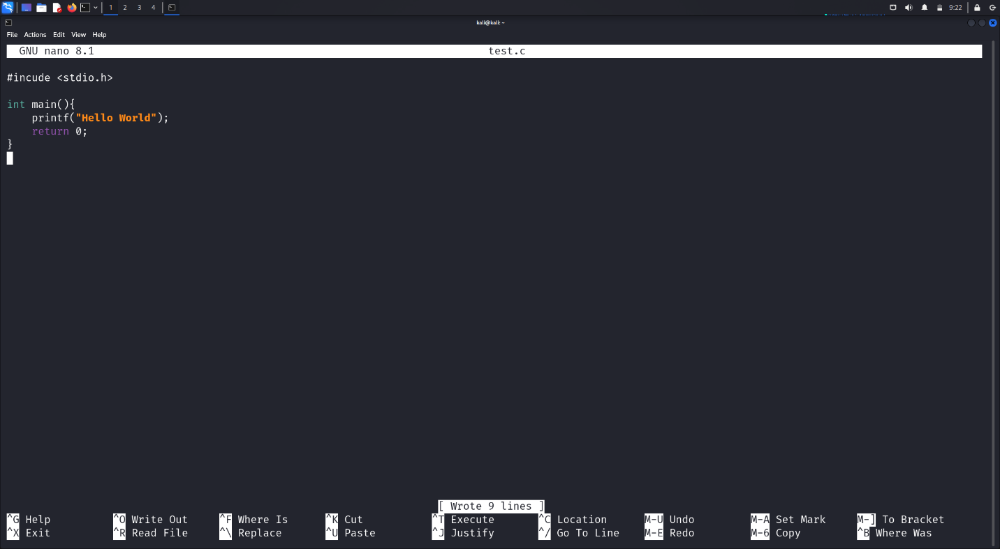 1 2 3 4 9:22
kali@kali: ~
File Actions Edit View Help
GNU nano 8.1 test.c
#incude <stdio.h>
int main(){
printf("Hello World");
return 0;
}
[ Wrote 9 lines ]
^G Help ^O Write Out ^F Where Is ^K Cut ^T Execute ^C Location M-U Undo M-A Set Mark M-] To Bracket
^X Exit ^R Read File ^\ Replace ^U Paste ^J Justify ^/ Go To Line M-E Redo M-6 Copy ^B Where Was